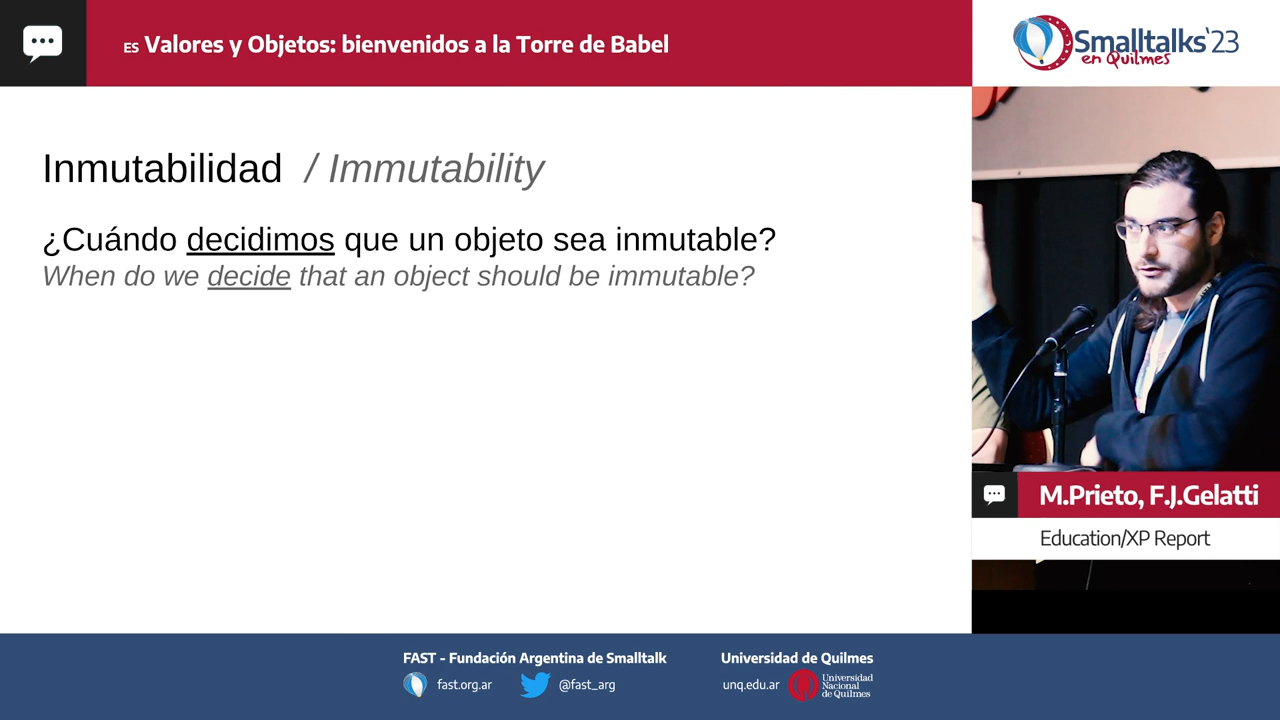 ES Valores y Objetos: bienvenidos a la Torre de Babel
Smalltalks'23
en Quilmes
Inmutabilidad / Immutability
¿Cuándo decidimos que un objeto sea inmutable?
When do we decide that an object should be immutable?
M.Prieto, F.J.Gelatti
Education/XP Report
FAST - Fundación Argentina de Smalltalk
fast.org.ar
@fast_arg
Universidad de Quilmes
unq.edu.ar
Universidad
Nacional
de Quilmes